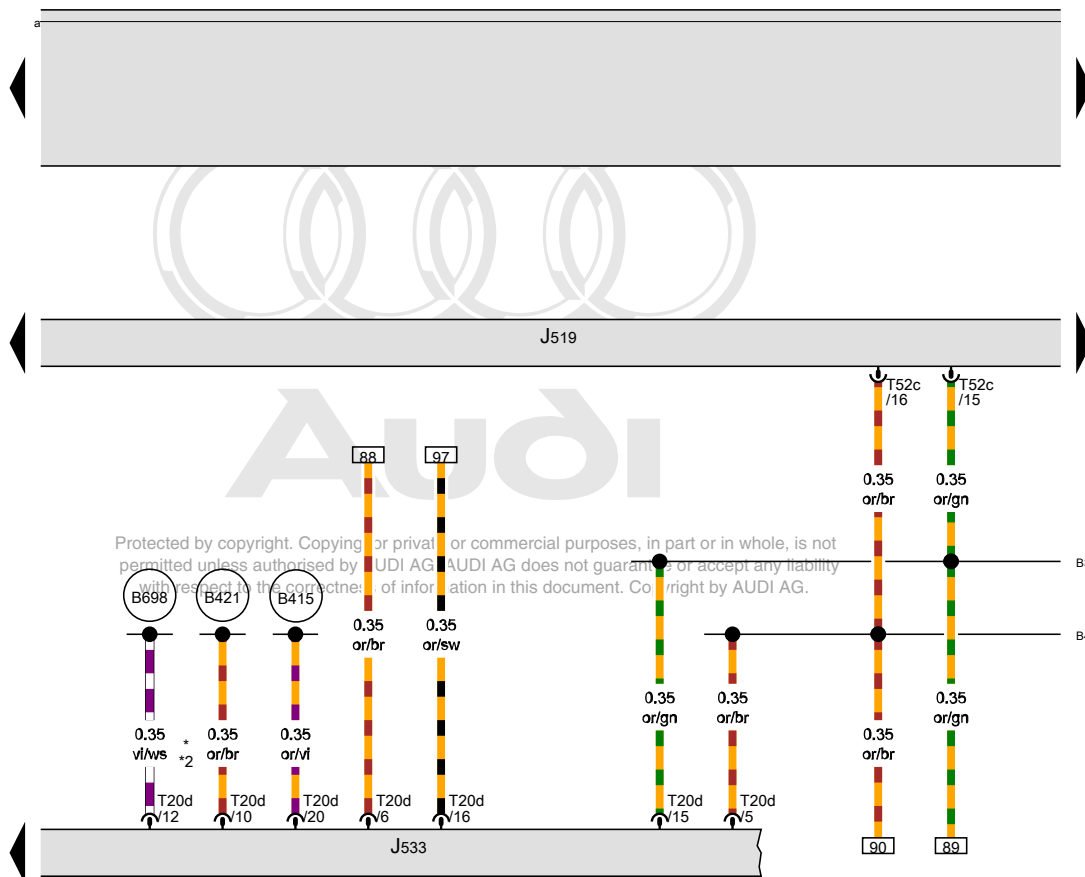 a
J519
T52c
/16
T52c
/15
Audi
88
97
0.35
or/br
0.35
or/gn
Protected by copyright. Copying or private or commercial purposes, in part or in whole, is not
permitted unless authorised by AUDI AG. AUDI AG does not guarantee or accept any liability
with respect to the correctness of information in this document. Copyright by AUDI AG.
B698
B421
B415
0.35
or/br
0.35
or/sw
0.35
or/gn
0.35
or/br
0.35
or/gn
0.35
vi/ws
*
*2
0.35
or/br
0.35
or/vi
0.35
or/br
T20d
/12
T20d
/10
T20d
/20
T20d
/6
T20d
/16
T20d
/15
T20d
/5
J533
90
89